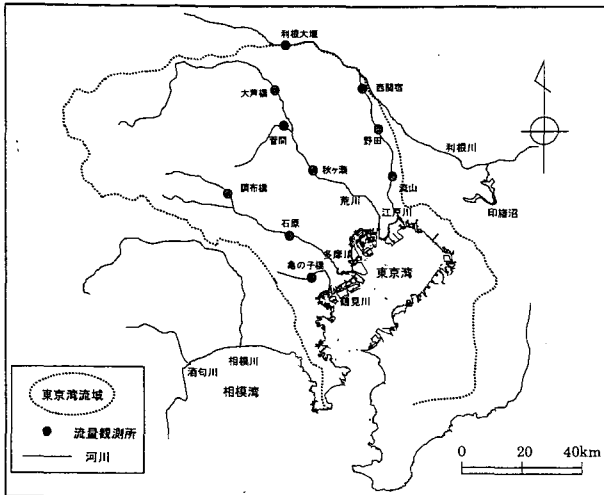 利根大堰
西関宿
大芦橋
野田
利根川
菅間
秋ヶ瀬
流山
調布橋
荒川
江戸川
印旛沼
石原
多摩川
亀の子橋
東京湾
鶴見川
相模川
酒匂川
相模湾
東京湾流域
流量観測所
河川
0 20 40km